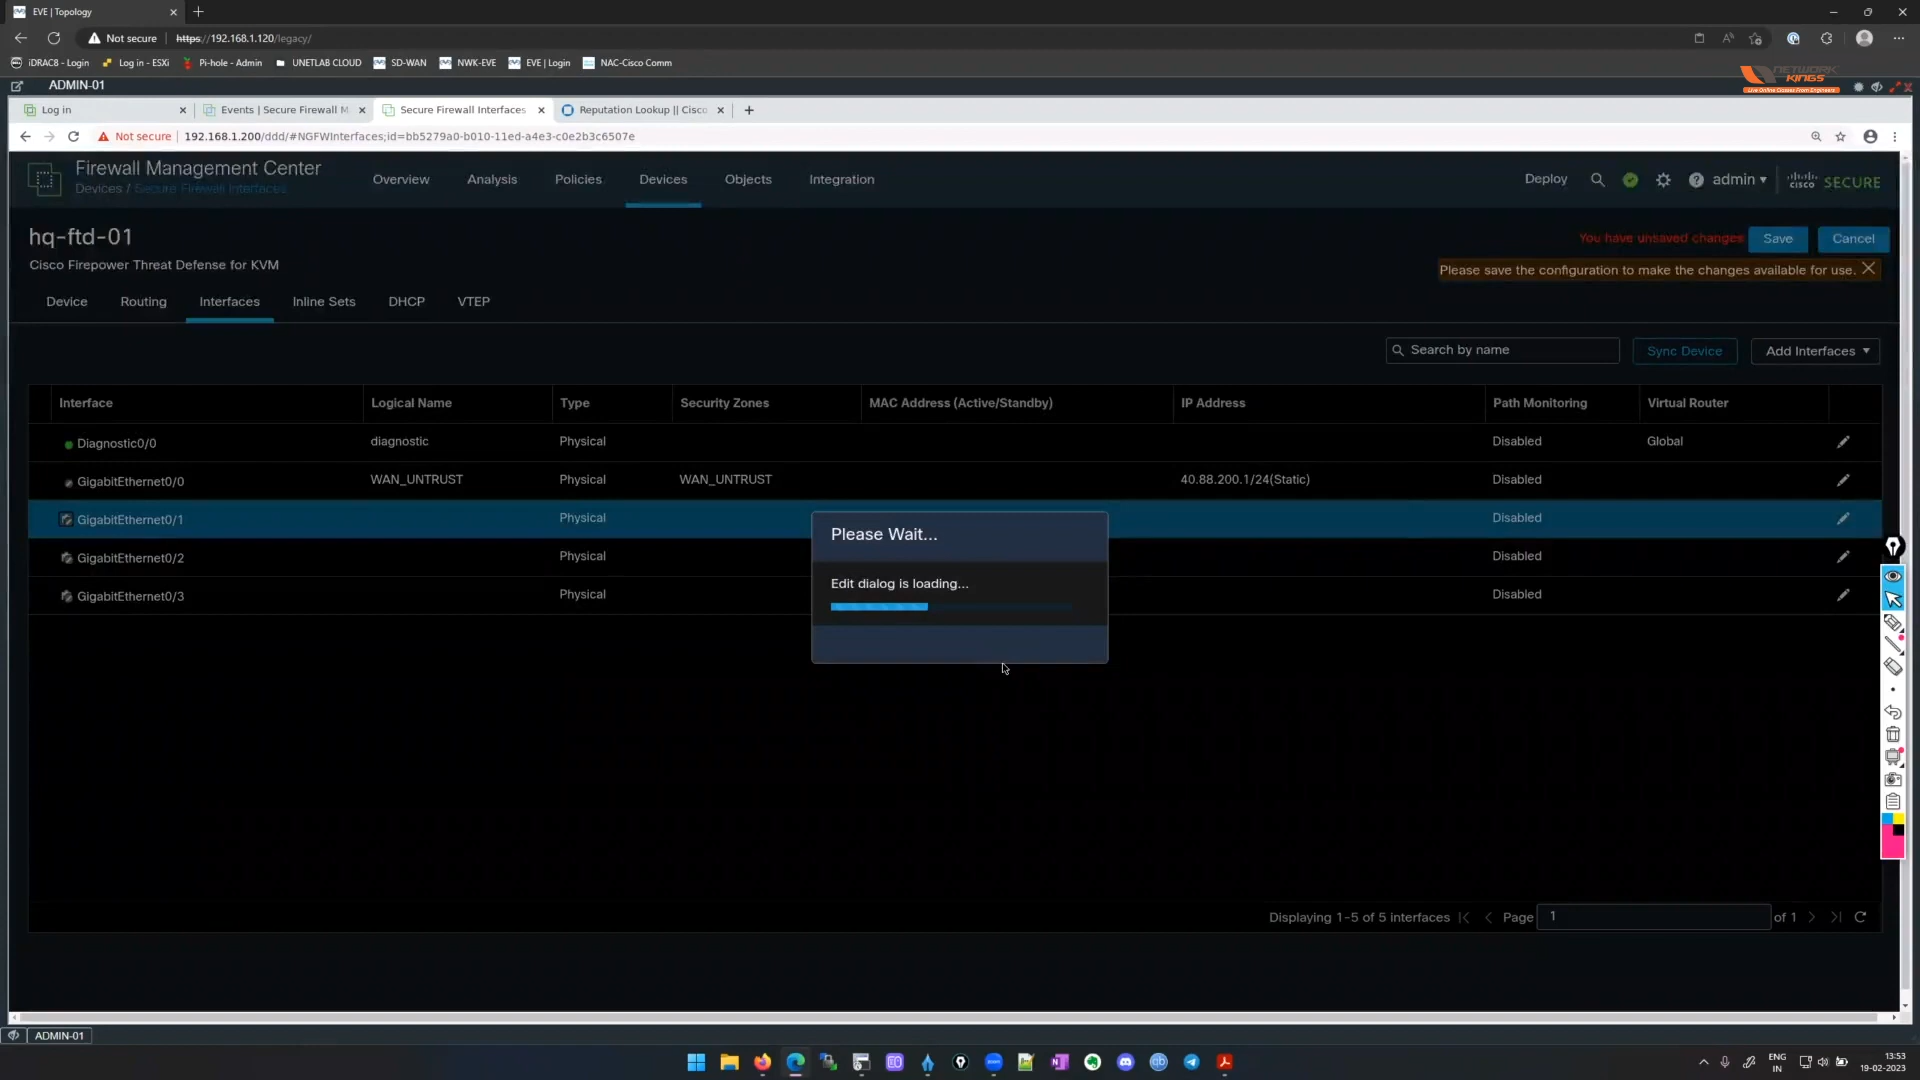 EVE | Topology
Not secure https://192.168.1.120/legacy/
iDRAC8 - Login Log in - ESXi Pi-hole - Admin UNETLAB CLOUD SD-WAN NWK-EVE EVE | Login NAC-Cisco Comm
NETWORK KINGS
Live Online Classes From Engineers
ADMIN-01
Log in Events | Secure Firewall M Secure Firewall Interfaces Reputation Lookup || Cisco
Not secure 192.168.1.200/ddd/#NGFWInterfaces;id=bb5279a0-b010-11ed-a4e3-c0e2b3c6507e
Firewall Management Center
Devices / Secure Firewall Interfaces
Overview Analysis Policies Devices Objects Integration
Deploy admin cisco SECURE
hq-ftd-01
You have unsaved changes Save Cancel
Cisco Firepower Threat Defense for KVM
Please save the configuration to make the changes available for use.
Device Routing Interfaces Inline Sets DHCP VTEP
Search by name Sync Device Add Interfaces
Interface Logical Name Type Security Zones MAC Address (Active/Standby) IP Address Path Monitoring Virtual Router
Diagnostic0/0 diagnostic Physical Disabled Global
GigabitEthernet0/0 WAN_UNTRUST Physical WAN_UNTRUST 40.88.200.1/24(Static) Disabled
GigabitEthernet0/1 Physical Disabled
GigabitEthernet0/2 Physical Disabled
GigabitEthernet0/3 Physical Disabled
Please Wait...
Edit dialog is loading...
Displaying 1-5 of 5 interfaces Page 1 of 1
ADMIN-01
ENG
IN
13:53
19-02-2023